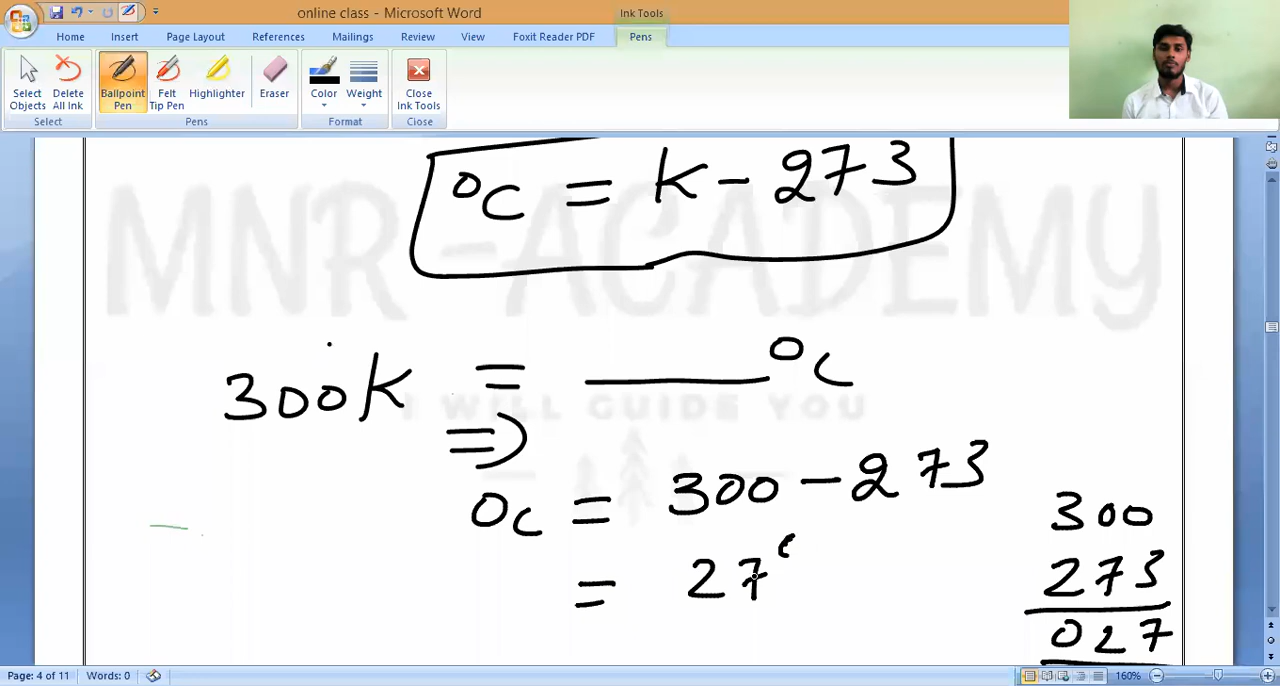 online class - Microsoft Word
Ink Tools
Home Insert Page Layout References Mailings Review View Foxit Reader PDF Pens
Select Objects Delete All Ink Ballpoint Pen Felt Tip Pen Highlighter Eraser Color Weight Close Ink Tools
Select Pens Format Close
°C = K - 273
MNR-ACADEMY
300K = ____ °C
I WILL GUIDE YOU
⇒
°C = 300 - 273
= 27
300
273
027
Page: 4 of 11 Words: 0 160%